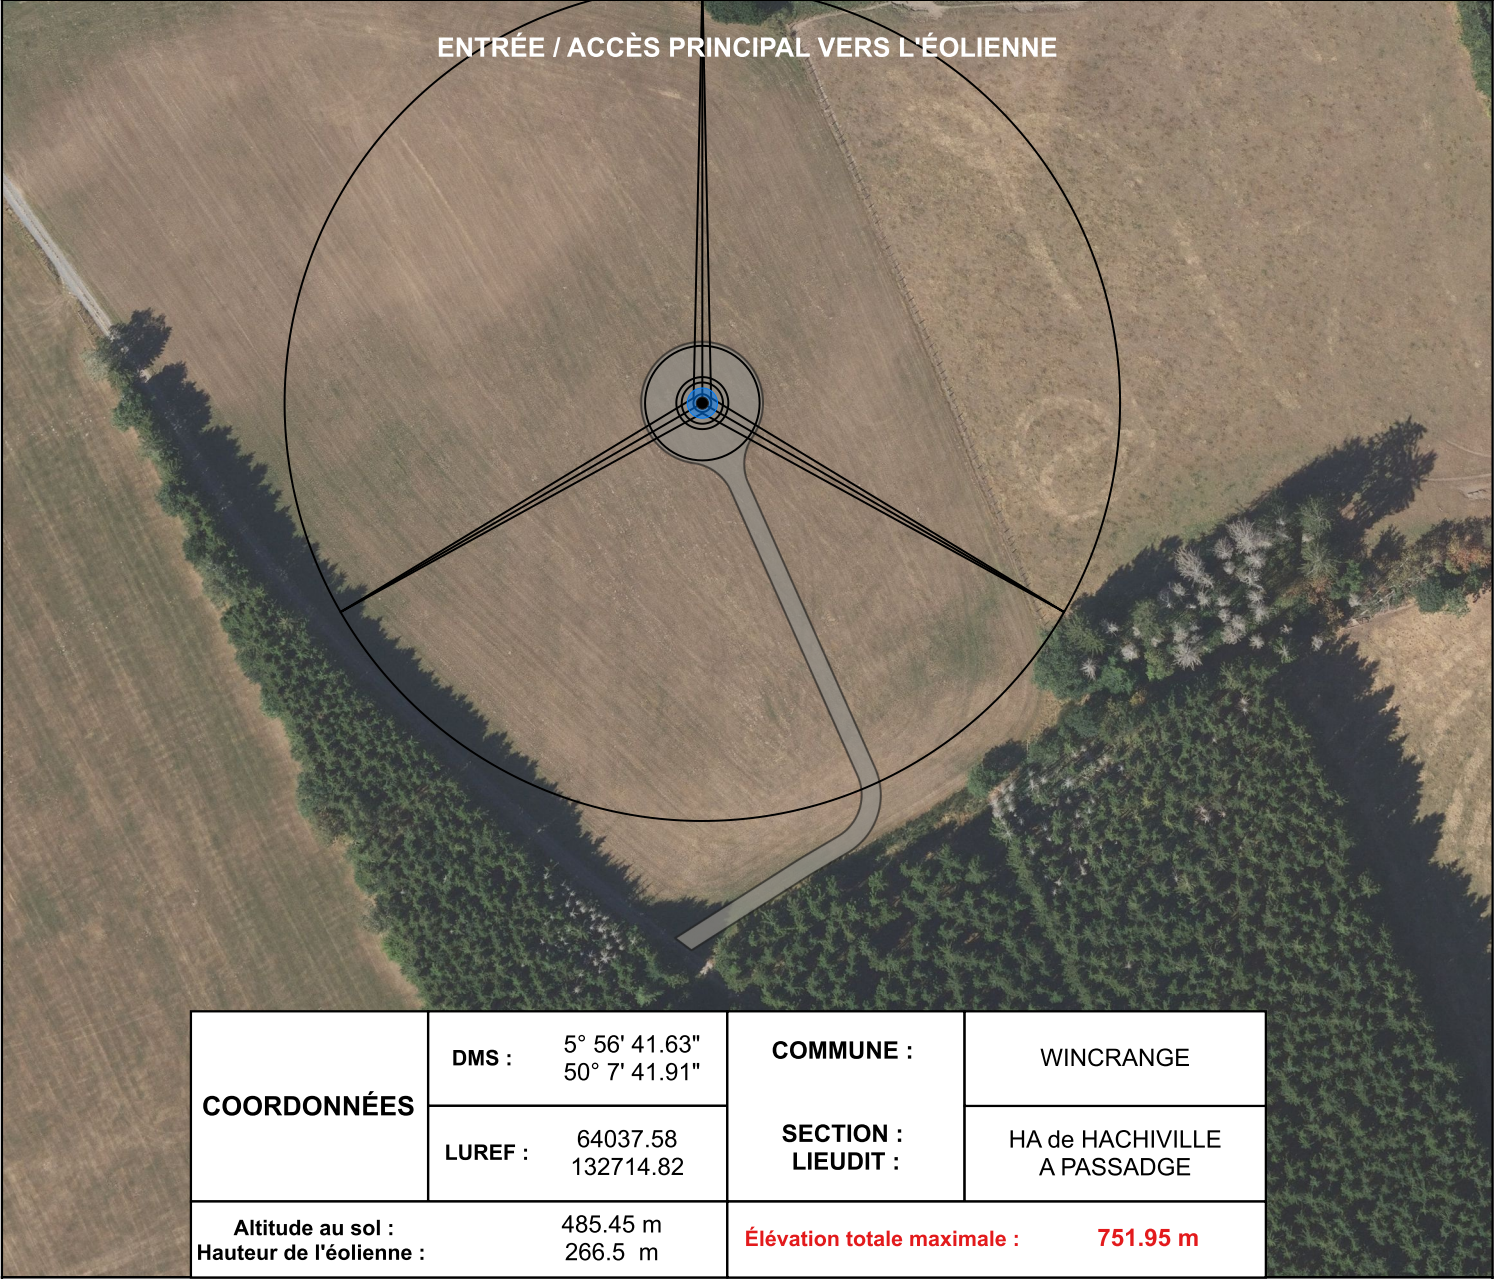 ENTRÉE / ACCÈS PRINCIPAL VERS L'ÉOLIENNE
COORDONNÉES
DMS :
5° 56' 41.63"
50° 7' 41.91"
LUREF :
64037.58
132714.82
COMMUNE :
WINCRANGE
SECTION :
LIEUDIT :
HA de HACHIVILLE
A PASSADGE
Altitude au sol :
485.45 m
Hauteur de l'éolienne :
266.5 m
Élévation totale maximale :
751.95 m